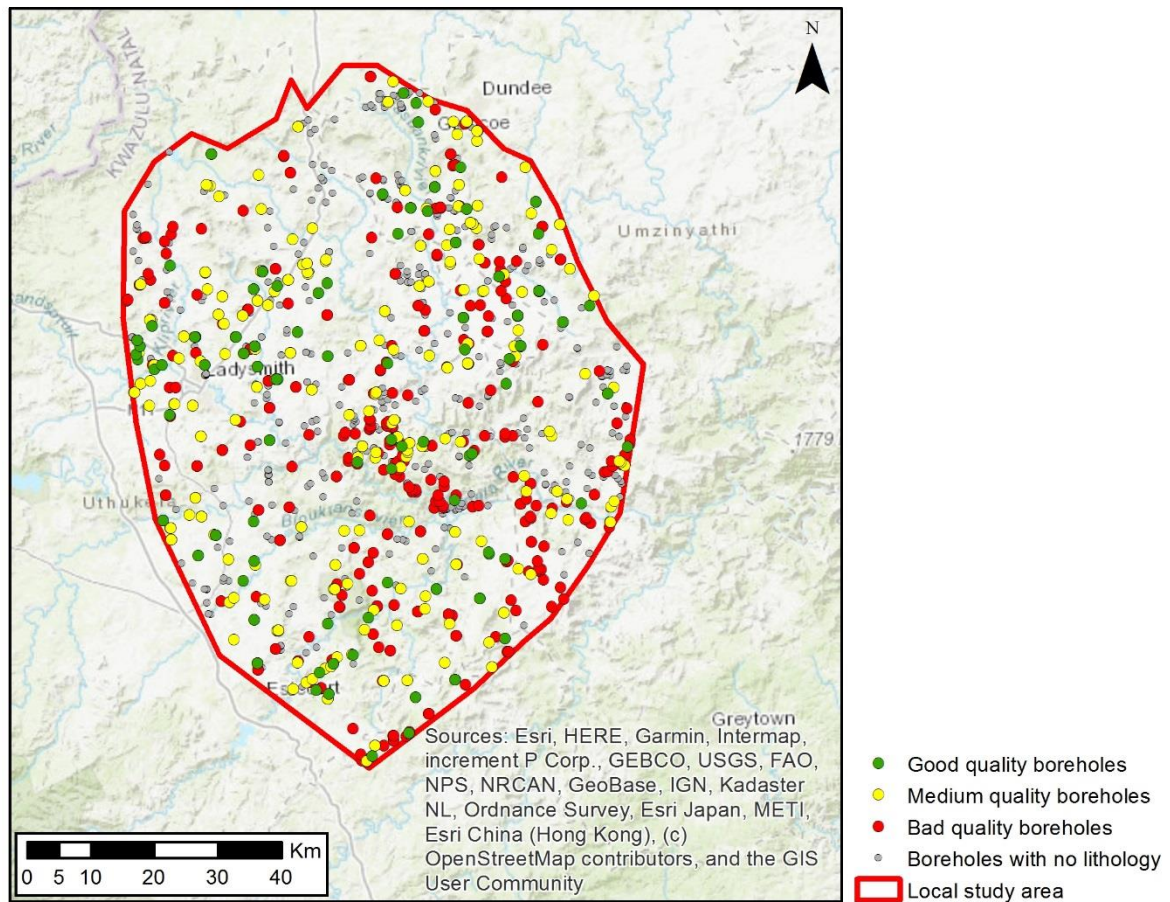 N
Dundee
KWAZULU-NATAL
Umzinyathi
Ladysmith
1779
Greytown
Sources: Esri, HERE, Garmin, Intermap,
increment P Corp., GEBCO, USGS, FAO,
NPS, NRCAN, GeoBase, IGN, Kadaster
NL, Ordnance Survey, Esri Japan, METI,
Esri China (Hong Kong), (c)
OpenStreetMap contributors, and the GIS
User Community
Km
0 5 10 20 30 40
Good quality boreholes
Medium quality boreholes
Bad quality boreholes
Boreholes with no lithology
Local study area